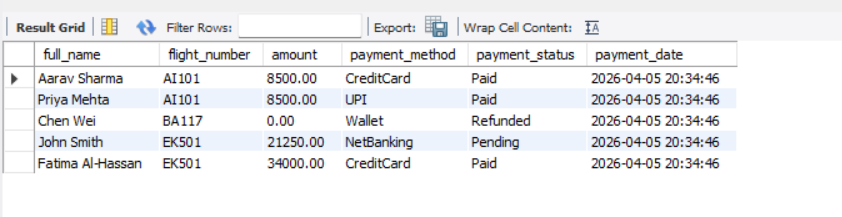 Result Grid Filter Rows: Export: Wrap Cell Content: IA
full_name flight_number amount payment_method payment_status payment_date
Aarav Sharma AI101 8500.00 CreditCard Paid 2026-04-05 20:34:46
Priya Mehta AI101 8500.00 UPI Paid 2026-04-05 20:34:46
Chen Wei BA117 0.00 Wallet Refunded 2026-04-05 20:34:46
John Smith EK501 21250.00 NetBanking Pending 2026-04-05 20:34:46
Fatima Al-Hassan EK501 34000.00 CreditCard Paid 2026-04-05 20:34:46